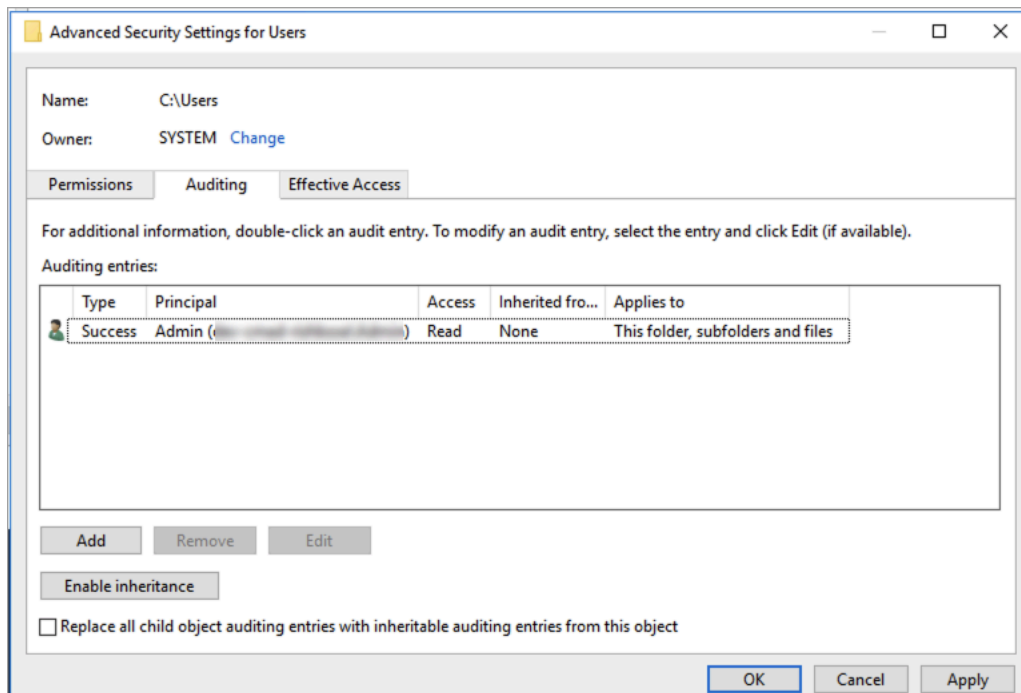 Advanced Security Settings for Users
Name: C:\Users
Owner: SYSTEM Change
Permissions Auditing Effective Access
For additional information, double-click an audit entry. To modify an audit entry, select the entry and click Edit (if available).
Auditing entries:
Type Principal Access Inherited fro... Applies to
Success Admin ( ) Read None This folder, subfolders and files
Add Remove Edit
Enable inheritance
Replace all child object auditing entries with inheritable auditing entries from this object
OK Cancel Apply